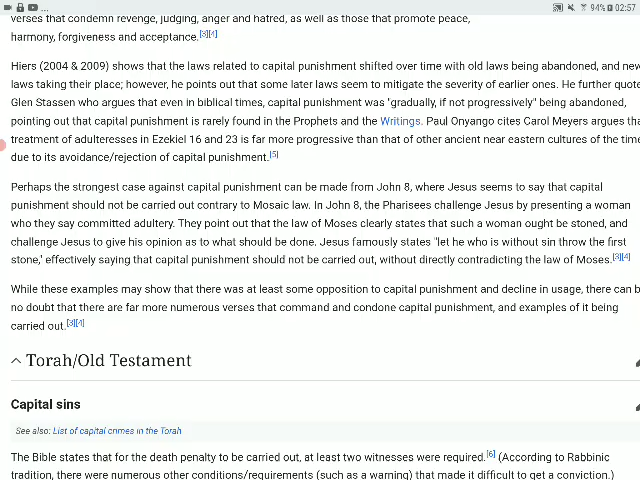 ... 94% 02:57
verses that condemn revenge, judging, anger and hatred, as well as those that promote peace,
harmony, forgiveness and acceptance.[3][4]
Hiers (2004 & 2009) shows that the laws related to capital punishment shifted over time with old laws being abandoned, and new
laws taking their place; however, he points out that some later laws seem to mitigate the severity of earlier ones. He further quote
Glen Stassen who argues that even in biblical times, capital punishment was "gradually, if not progressively" being abandoned,
pointing out that capital punishment is rarely found in the Prophets and the Writings. Paul Onyango cites Carol Meyers argues tha
treatment of adulteresses in Ezekiel 16 and 23 is far more progressive than that of other ancient near eastern cultures of the time
due to its avoidance/rejection of capital punishment.[5]
Perhaps the strongest case against capital punishment can be made from John 8, where Jesus seems to say that capital
punishment should not be carried out contrary to Mosaic law. In John 8, the Pharisees challenge Jesus by presenting a woman
who they say committed adultery. They point out that the law of Moses clearly states that such a woman ought be stoned, and
challenge Jesus to give his opinion as to what should be done. Jesus famously states "let he who is without sin throw the first
stone,' effectively saying that capital punishment should not be carried out, without directly contradicting the law of Moses.[3][4]
While these examples may show that there was at least some opposition to capital punishment and decline in usage, there can b
no doubt that there are far more numerous verses that command and condone capital punishment, and examples of it being
carried out.[3][4]
Torah/Old Testament
Capital sins
See also: List of capital crimes in the Torah
The Bible states that for the death penalty to be carried out, at least two witnesses were required.[6] (According to Rabbinic
tradition, there were numerous other conditions/requirements (such as a warning) that made it difficult to get a conviction.)